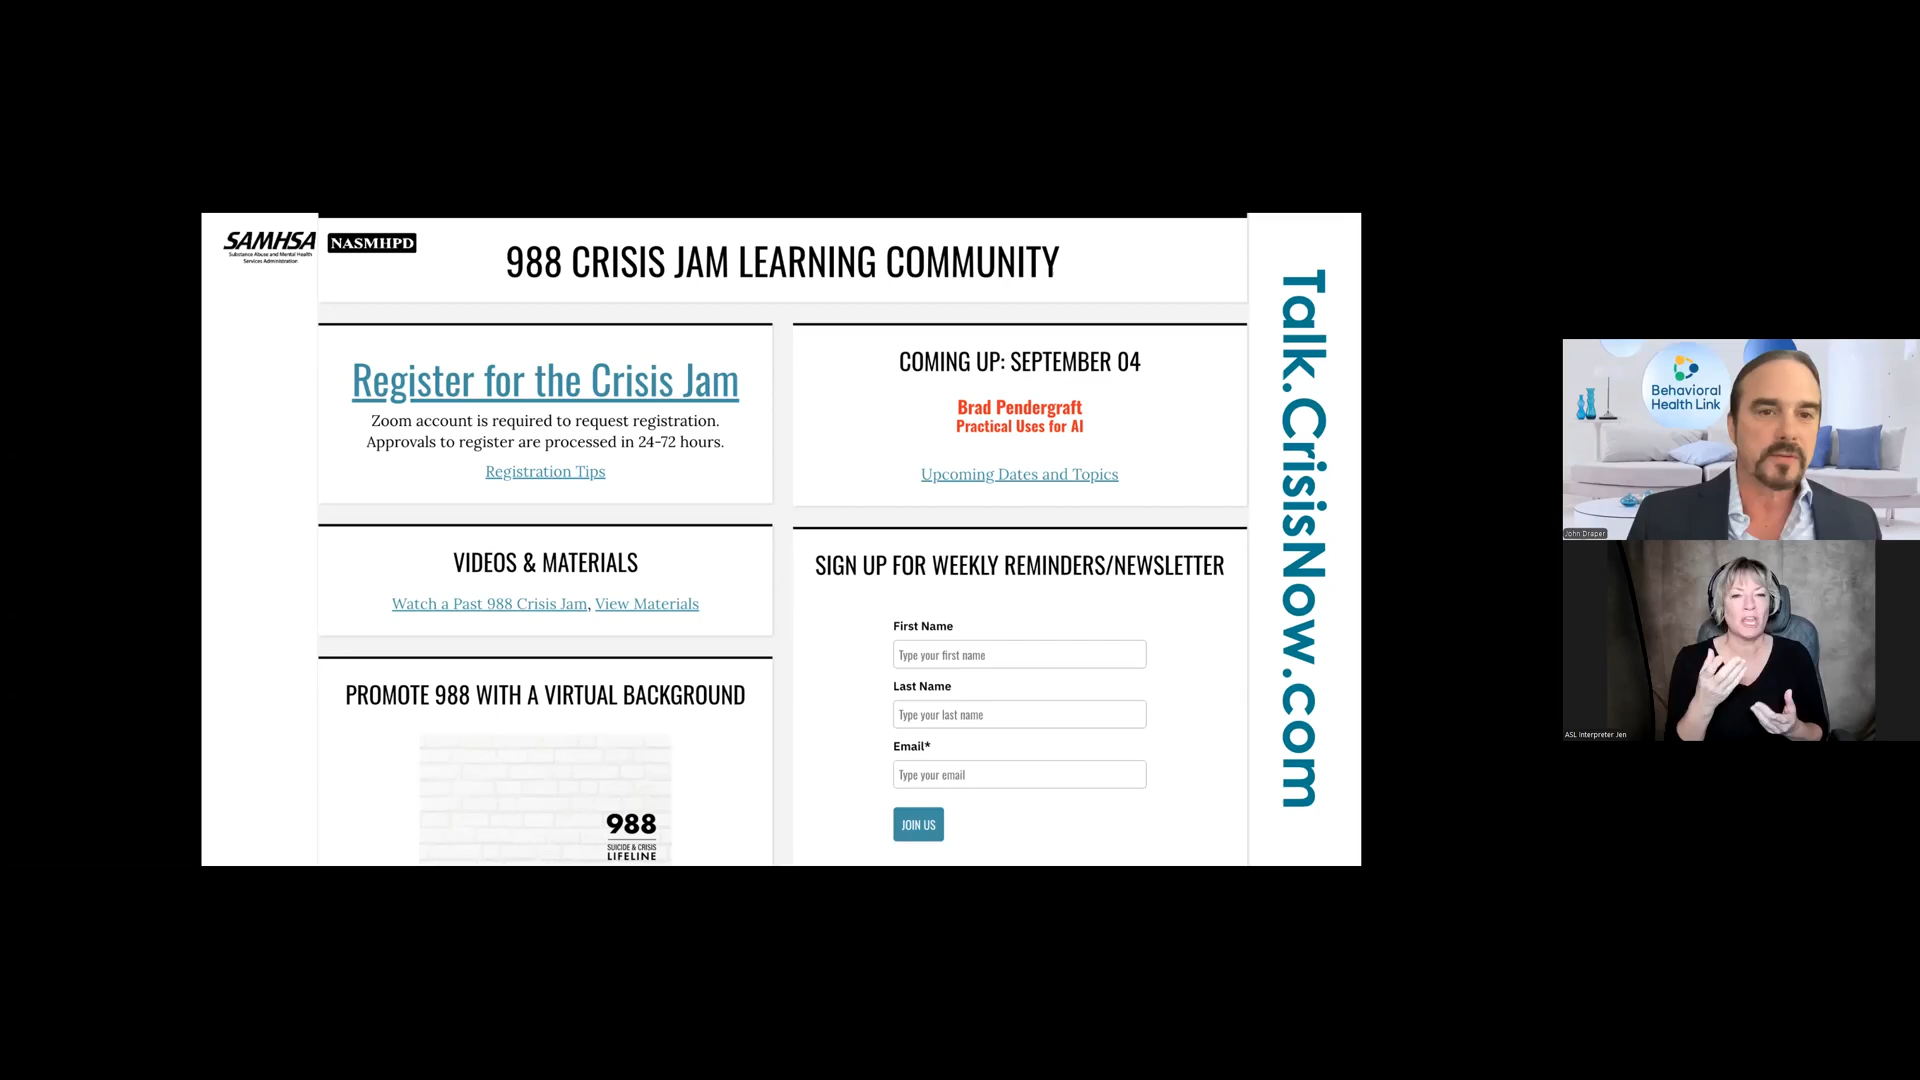 SAMHSA
Substance Abuse and Mental Health
Services Administration
NASMHPD
988 CRISIS JAM LEARNING COMMUNITY
Register for the Crisis Jam
Zoom account is required to request registration.
Approvals to register are processed in 24-72 hours.
Registration Tips
VIDEOS & MATERIALS
Watch a Past 988 Crisis Jam, View Materials
PROMOTE 988 WITH A VIRTUAL BACKGROUND
988
SUICIDE & CRISIS
LIFELINE
COMING UP: SEPTEMBER 04
Brad Pendergraft
Practical Uses for AI
Upcoming Dates and Topics
SIGN UP FOR WEEKLY REMINDERS/NEWSLETTER
First Name
Type your first name
Last Name
Type your last name
Email*
Type your email
JOIN US
Talk.CrisisNow.com
Behavioral
Health Link
John Draper
ASL Interpreter Jen